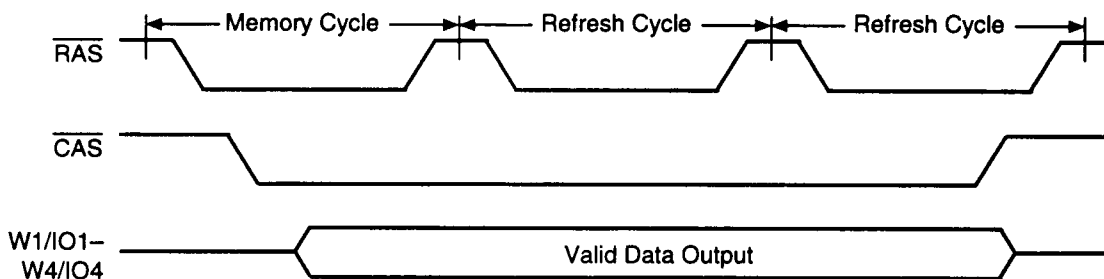 Memory Cycle
Refresh Cycle
Refresh Cycle
RAS
CAS
W1/IO1–
W4/IO4
Valid Data Output